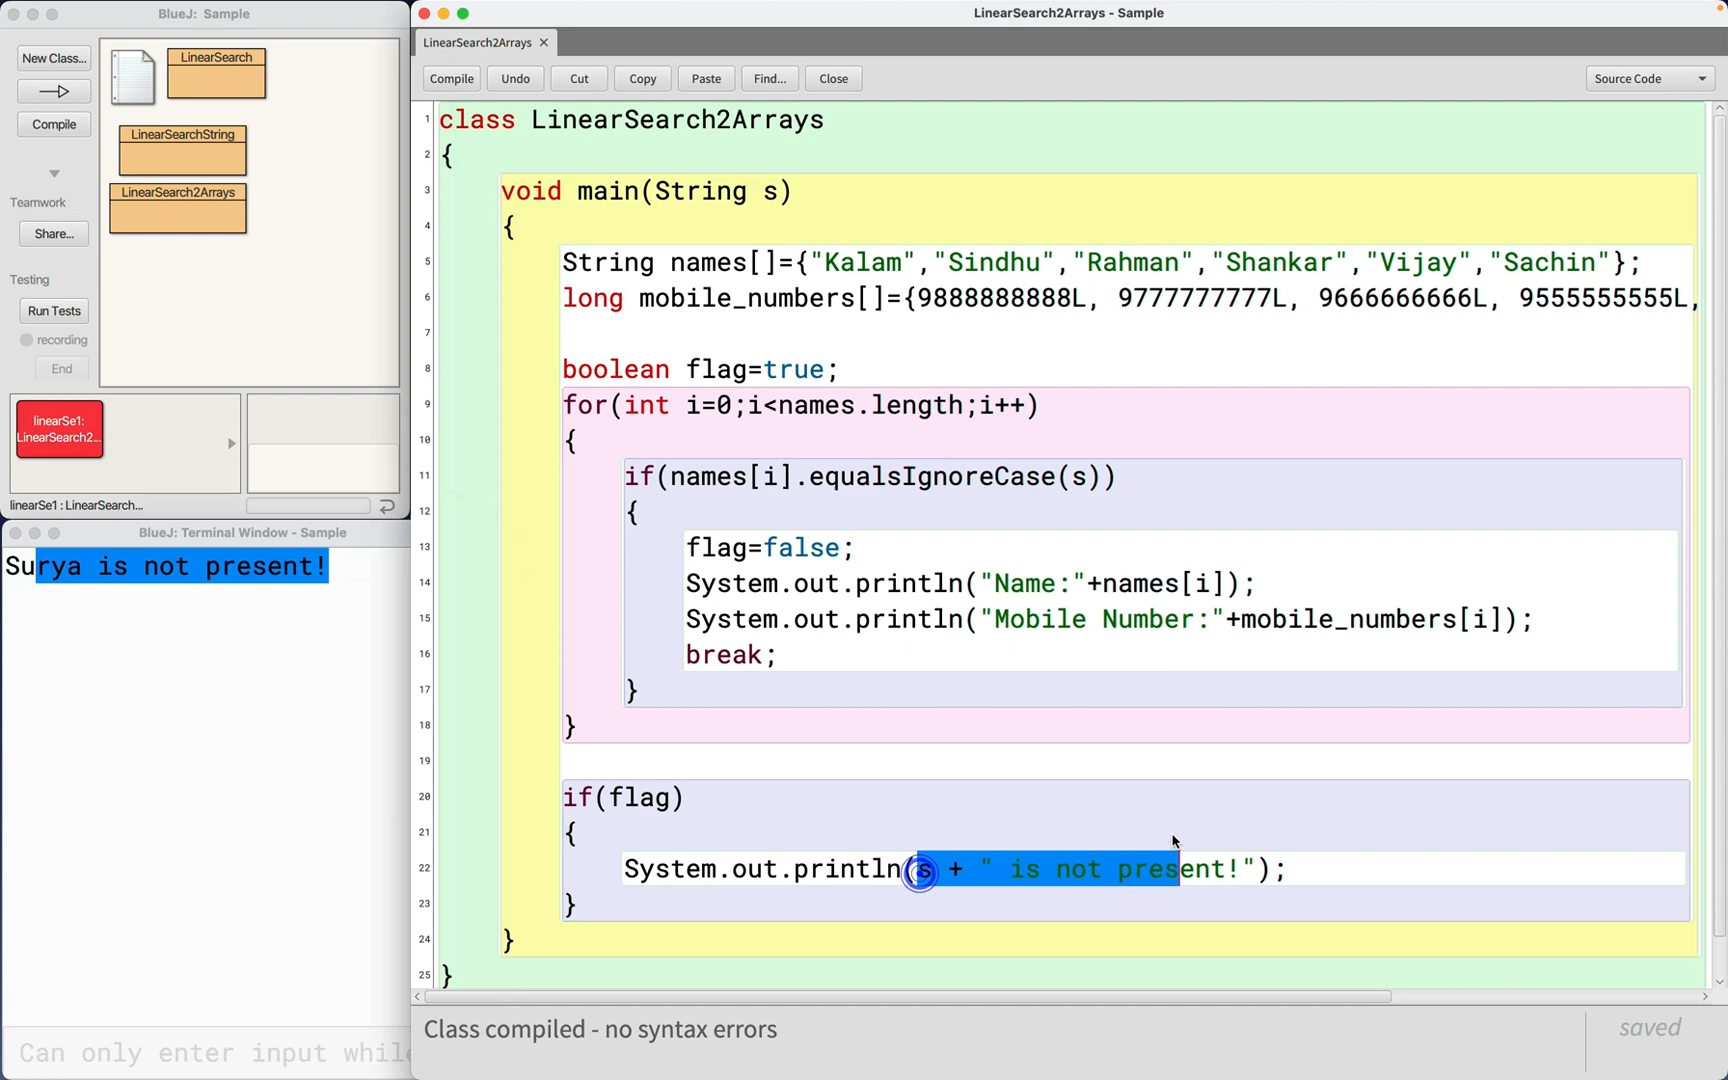 BlueJ: Sample
New Class...
Compile
Teamwork
Share...
Testing
Run Tests
recording
End
LinearSearch
LinearSearchString
LinearSearch2Arrays
linearSe1:
LinearSearch2...
linearSe1 : LinearSearch...
BlueJ: Terminal Window - Sample
Surya is not present!
Can only enter input while
LinearSearch2Arrays - Sample
LinearSearch2Arrays
Compile Undo Cut Copy Paste Find... Close Source Code
1 class LinearSearch2Arrays
2 {
3 void main(String s)
4 {
5 String names[]={"Kalam","Sindhu","Rahman","Shankar","Vijay","Sachin"};
6 long mobile_numbers[]={9888888888L, 9777777777L, 9666666666L, 9555555555L,
7
8 boolean flag=true;
9 for(int i=0;i<names.length;i++)
10 {
11 if(names[i].equalsIgnoreCase(s))
12 {
13 flag=false;
14 System.out.println("Name:"+names[i]);
15 System.out.println("Mobile Number:"+mobile_numbers[i]);
16 break;
17 }
18 }
19
20 if(flag)
21 {
22 System.out.println(s + " is not present!");
23 }
24 }
25 }
Class compiled - no syntax errors
saved